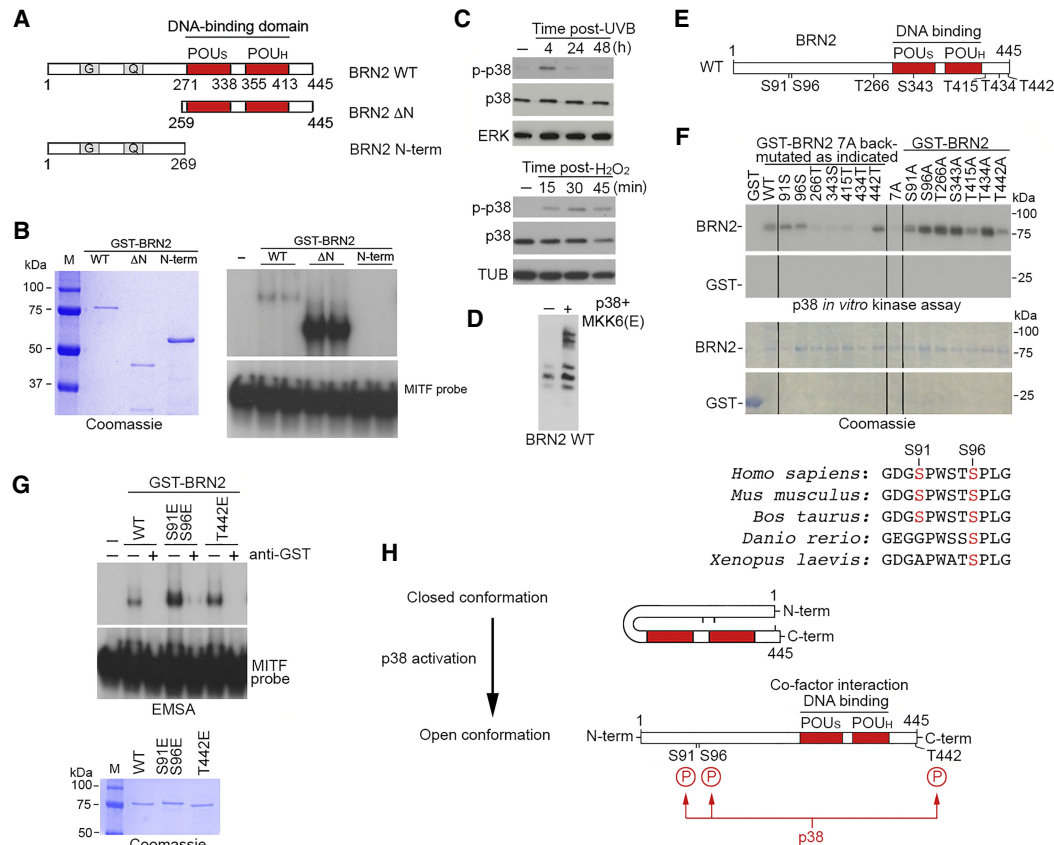 A
DNA-binding domain
POUS POUH
G Q
BRN2 WT
1 271 338 355 413 445
BRN2 ΔN
259 445
G Q
BRN2 N-term
1 269
B
GST-BRN2
kDa M WT ΔN N-term
100
75
50
37
Coomassie
GST-BRN2
– WT ΔN N-term
MITF probe
C
Time post-UVB
– 4 24 48 (h)
p-p38
p38
ERK
Time post-H2O2
– 15 30 45 (min)
p-p38
p38
TUB
D
– + p38+
MKK6(E)
BRN2 WT
E
BRN2
DNA binding
POUS POUH
1 445
WT
S91 S96 T266 S343 T415 T434 T442
F
GST-BRN2 7A back-
mutated as indicated
GST-BRN2
GST WT 91S 96S 266T 343S 415T 434T 442T 7A S91A S96A T266A S343A T415A T434A T442A
kDa
BRN2-
-100
-75
GST-
-25
p38 in vitro kinase assay
kDa
BRN2-
-100
-75
GST-
-25
Coomassie
S91 S96
Homo sapiens: GDGSPWSTSPLG
Mus musculus: GDGSPWSTSPLG
Bos taurus: GDGSPWSTSPLG
Danio rerio: GEGGPWSSSPLG
Xenopus laevis: GDGAPWATSPLG
G
GST-BRN2
– WT S91E S96E T442E
– – + – + – + anti-GST
MITF
probe
EMSA
kDa M WT S91E S96E T442E
100
75
50
Coomassie
H
Closed conformation
p38 activation
Open conformation
1
N-term
C-term
445
Co-factor interaction
DNA binding
POUS POUH
1 445
N-term C-term
S91 S96 T442
P P P
p38